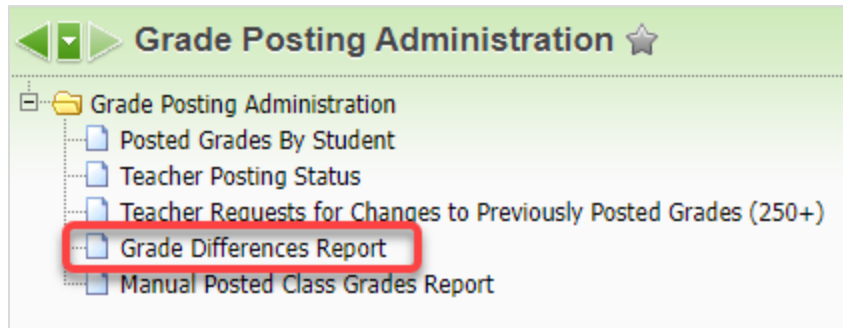 Grade Posting Administration
Grade Posting Administration
Posted Grades By Student
Teacher Posting Status
Teacher Requests for Changes to Previously Posted Grades (250+)
Grade Differences Report
Manual Posted Class Grades Report